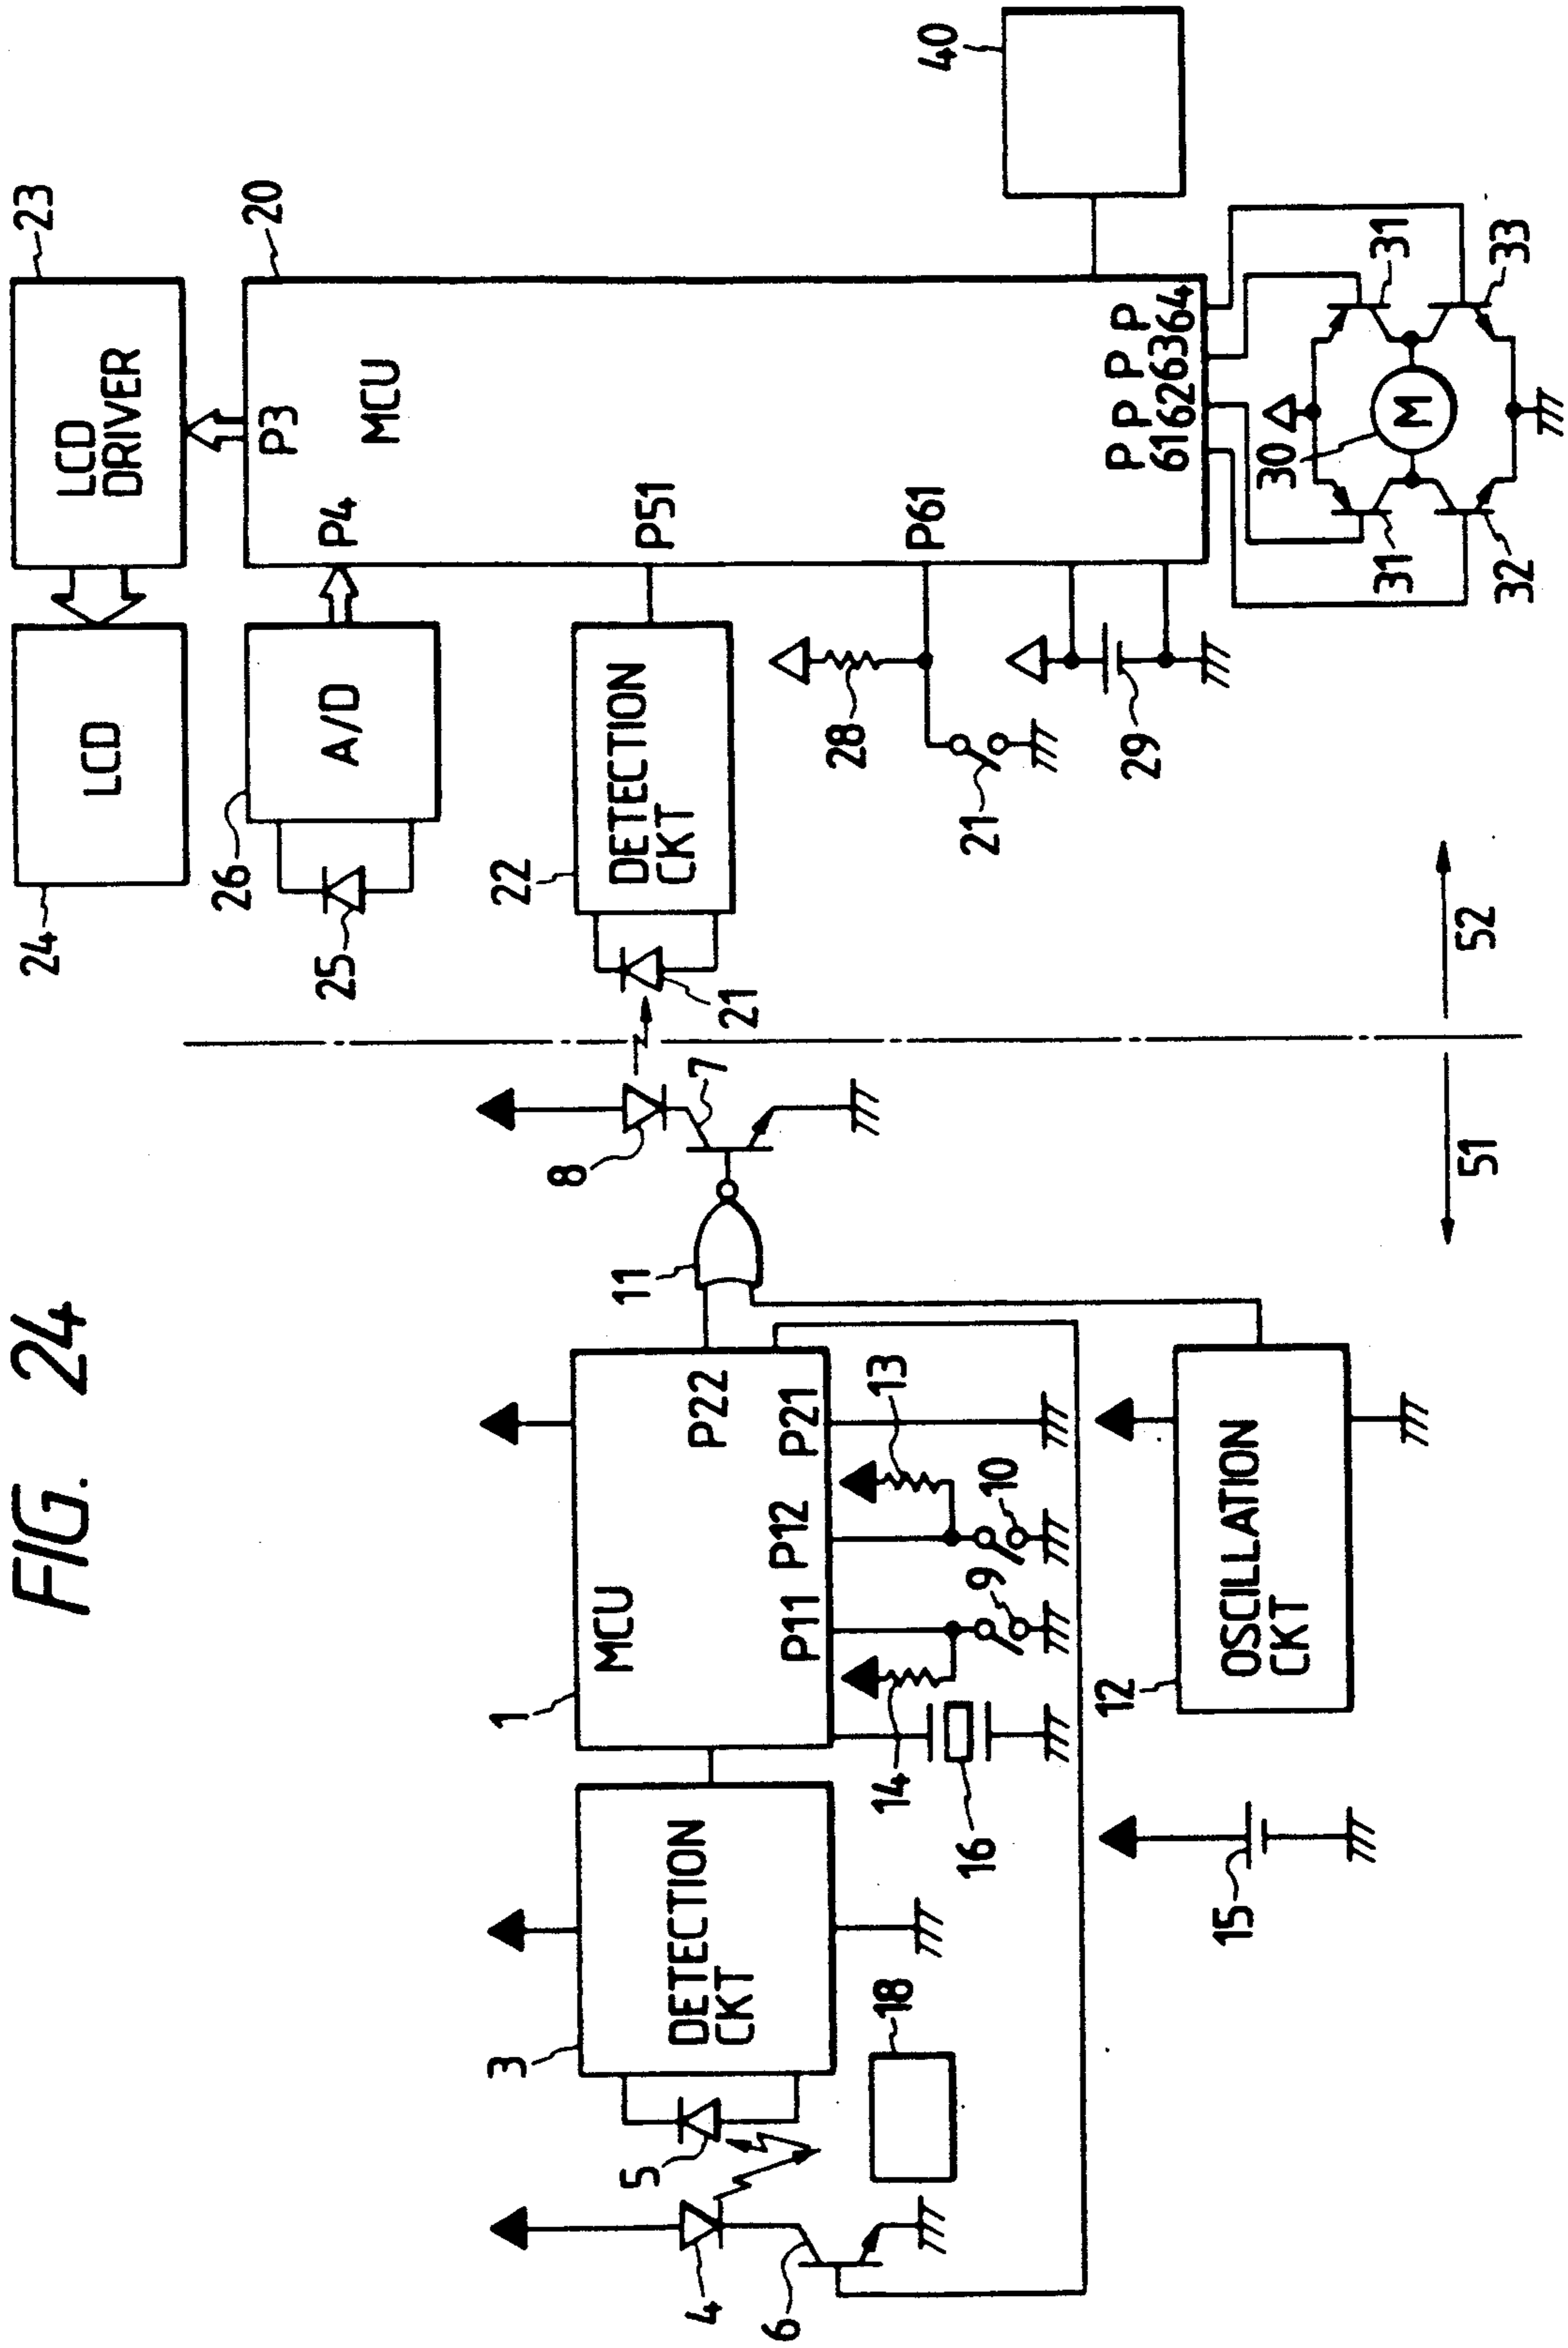 FIG. 24
24
LCD
23
LCD
DRIVER
26
A/D
25
P4
P3
20
MCU
22
DETECTION
CKT
21
P51
28
21
P61
29
P
61
P
62
P
63
P
64
40
30
M
31
31
32
33
8
7
52
51
11
1
MCU
P22
P11
P12
P21
13
14
9
10
16
3
DETECTION
CKT
5
4
6
18
12
OSCILLATION
CKT
15